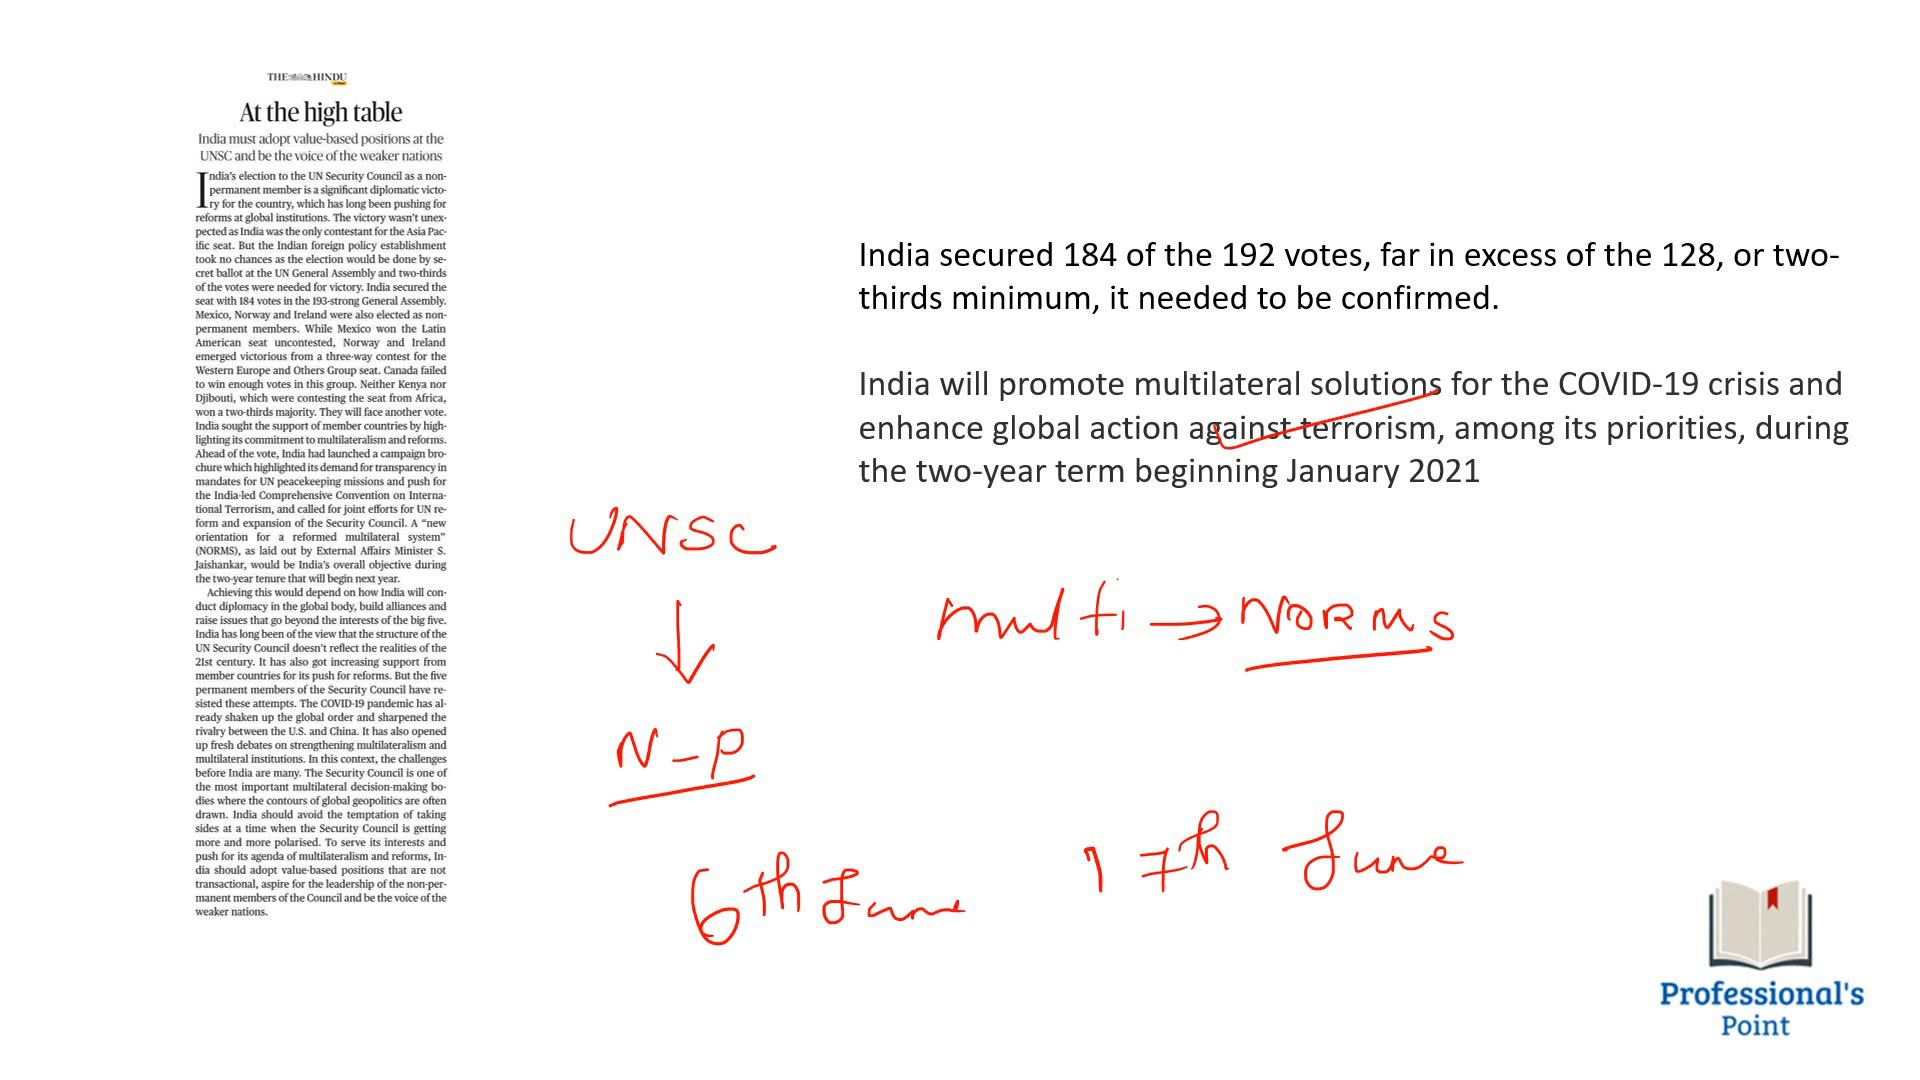 THE HINDU
At the high table
India must adopt value-based positions at the
UNSC and be the voice of the weaker nations
India's election to the UN Security Council as a non-
permanent member is a significant diplomatic victo-
ry for the country, which has long been pushing for
reforms at global institutions. The victory wasn't unex-
pected as India was the only contestant for the Asia Pac-
ific seat. But the Indian foreign policy establishment
took no chances as the election would be done by se-
cret ballot at the UN General Assembly and two-thirds
of the votes were needed for victory. India secured the
seat with 184 votes in the 193-strong General Assembly.
Mexico, Norway and Ireland were also elected as non-
permanent members. While Mexico won the Latin
American seat uncontested, Norway and Ireland
emerged victorious from a three-way contest for the
Western Europe and Others Group seat. Canada failed
to win enough votes in this group. Neither Kenya nor
Djibouti, which were contesting the seat from Africa,
won a two-thirds majority. They will face another vote.
India sought the support of member countries by high-
lighting its commitment to multilateralism and reforms.
Ahead of the vote, India had launched a campaign bro-
chure which highlighted its demand for transparency in
mandates for UN peacekeeping missions and push for
the India-led Comprehensive Convention on Interna-
tional Terrorism, and called for joint efforts for UN re-
form and expansion of the Security Council. A “new
orientation for a reformed multilateral system”
(NORMS), as laid out by External Affairs Minister S.
Jaishankar, would be India's overall objective during
the two-year tenure that will begin next year.
Achieving this would depend on how India will con-
duct diplomacy in the global body, build alliances and
raise issues that go beyond the interests of the big five.
India has long been of the view that the structure of the
UN Security Council doesn't reflect the realities of the
21st century. It has also got increasing support from
member countries for its push for reforms. But the five
permanent members of the Security Council have re-
sisted these attempts. The COVID-19 pandemic has al-
ready shaken up the global order and sharpened the
rivalry between the U.S. and China. It has also opened
up fresh debates on strengthening multilateralism and
multilateral institutions. In this context, the challenges
before India are many. The Security Council is one of
the most important multilateral decision-making bo-
dies where the contours of global geopolitics are often
drawn. India should avoid the temptation of taking
sides at a time when the Security Council is getting
more and more polarised. To serve its interests and
push for its agenda of multilateralism and reforms, In-
dia should adopt value-based positions that are not
transactional, aspire for the leadership of the non-per-
manent members of the Council and be the voice of the
weaker nations.
India secured 184 of the 192 votes, far in excess of the 128, or two-
thirds minimum, it needed to be confirmed.
India will promote multilateral solutions for the COVID-19 crisis and
enhance global action against terrorism, among its priorities, during
the two-year term beginning January 2021
UNSC
multi → NORMS
N-P
6th June
17th June
Professional's
Point